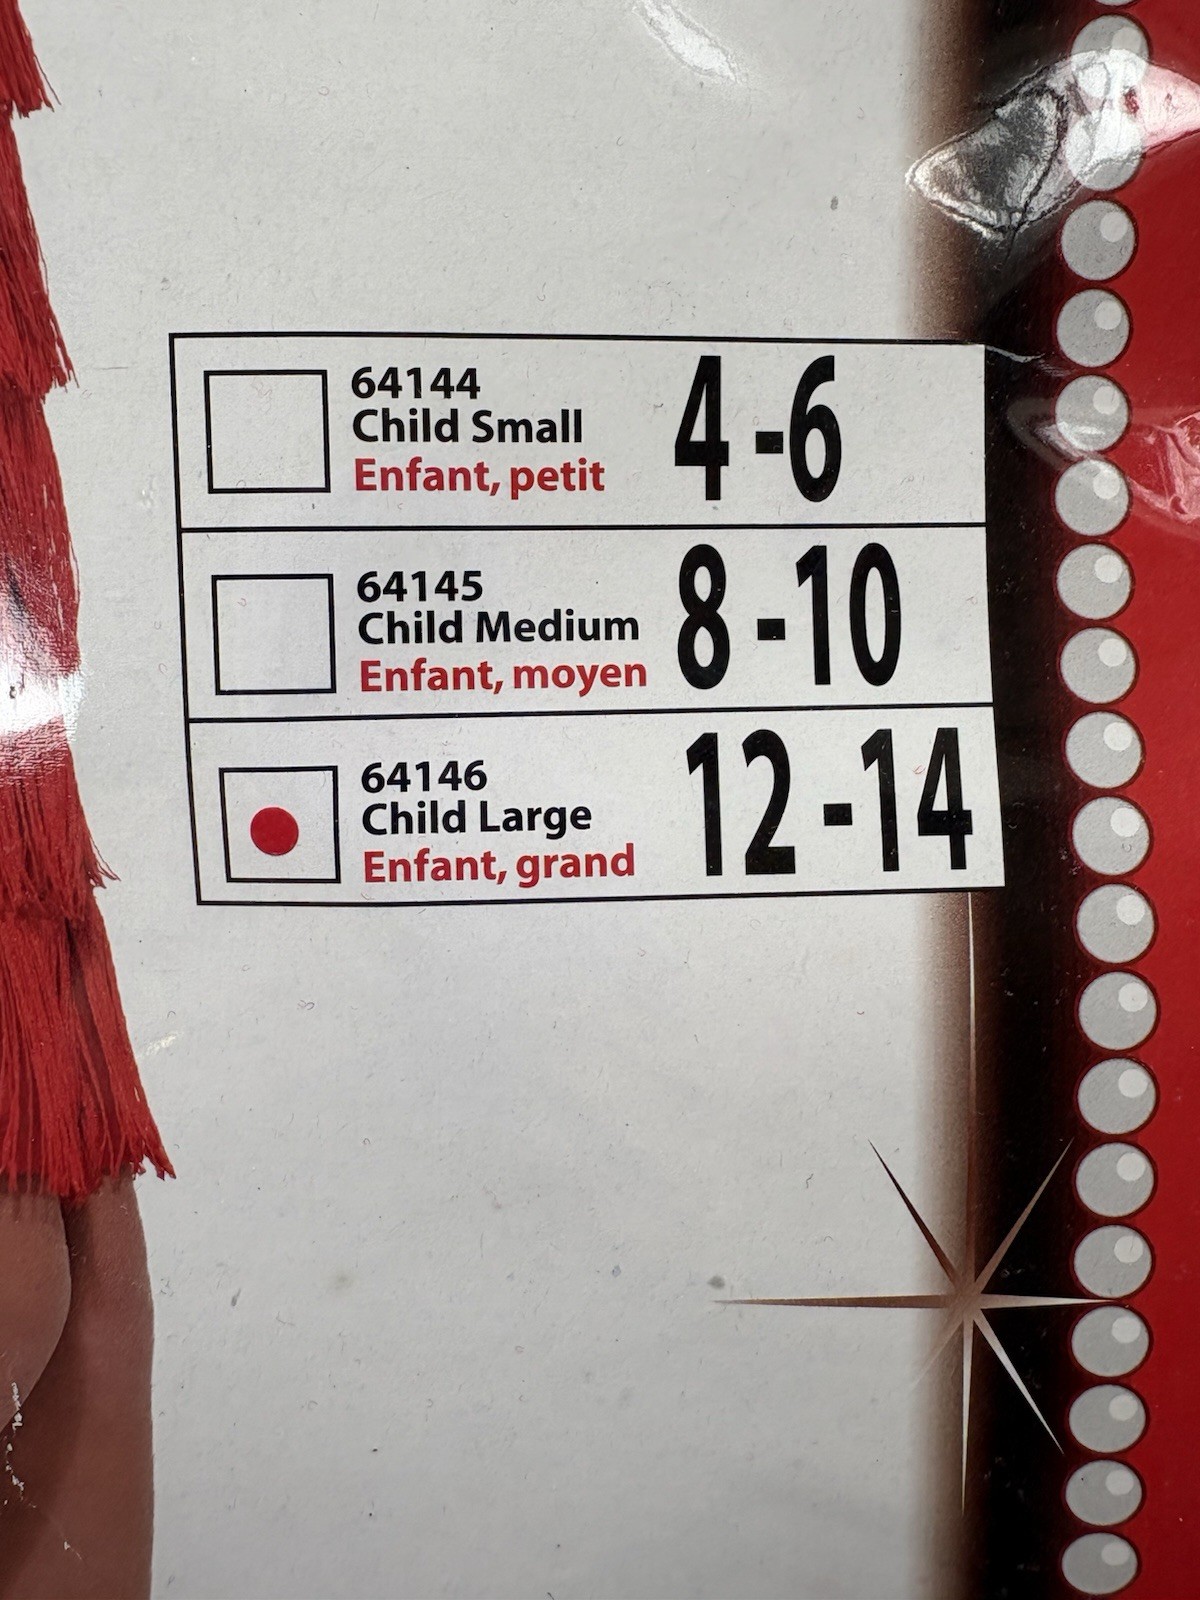 64144
Child Small
Enfant, petit
4 -6
64145
Child Medium
Enfant, moyen
8 -10
64146
Child Large
Enfant, grand
12 -14